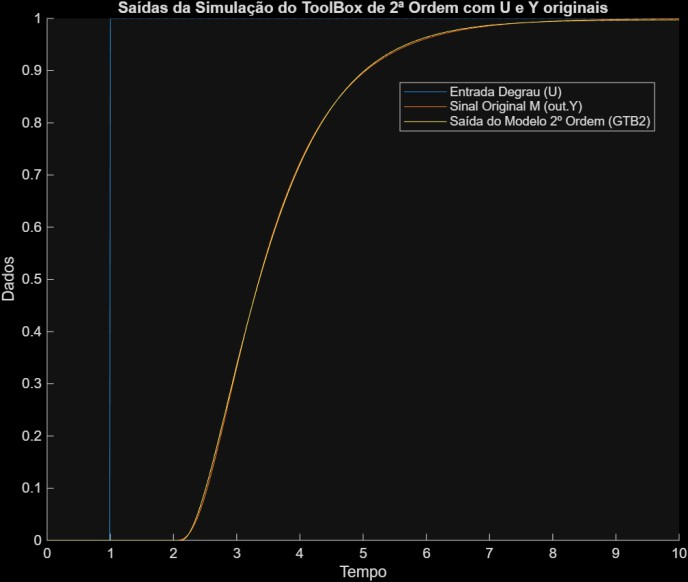 Saídas da Simulação do ToolBox de 2ª Ordem com U e Y originais
1
0.9
0.8
0.7
0.6
0.5
0.4
0.3
0.2
0.1
0
Dados
Entrada Degrau (U)
Sinal Original M (out.Y)
Saída do Modelo 2º Ordem (GTB2)
0 1 2 3 4 5 6 7 8 9 10
Tempo